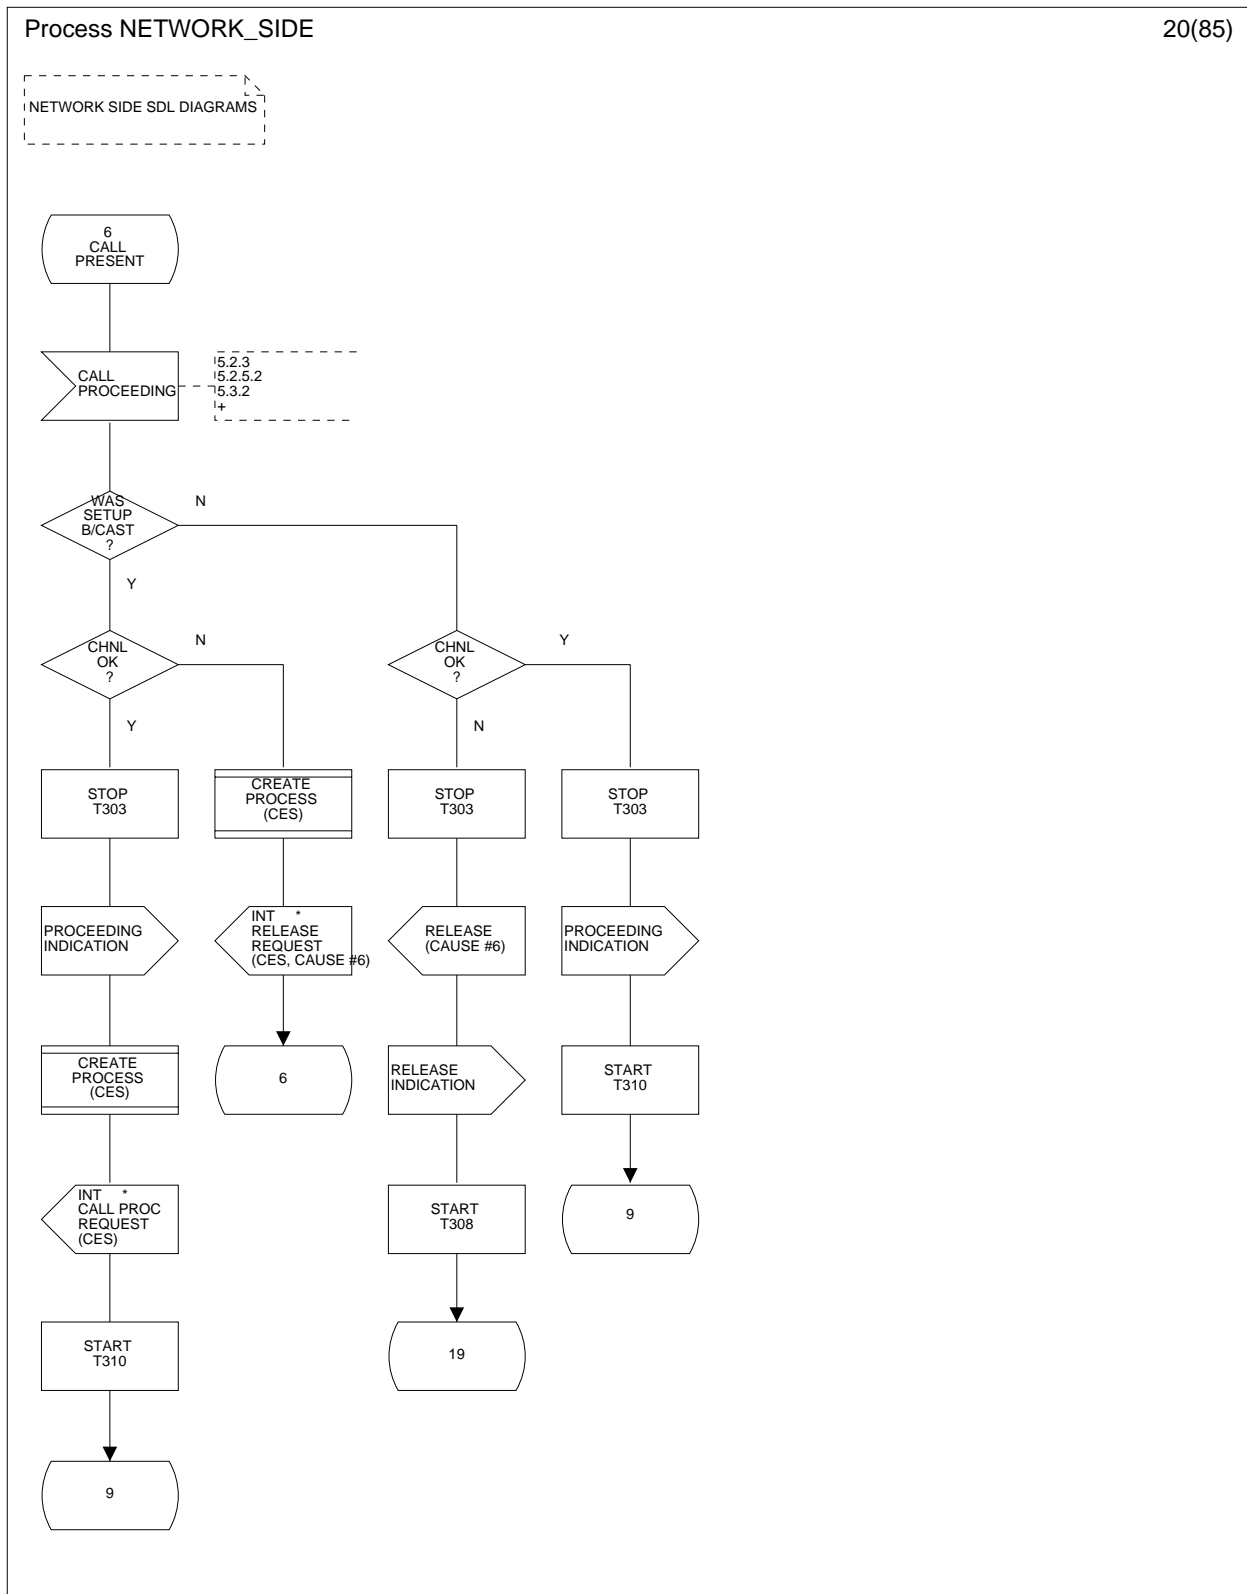 Process NETWORK_SIDE
20(85)
NETWORK SIDE SDL DIAGRAMS
6
CALL
PRESENT
CALL
PROCEEDING
5.2.3
5.2.5.2
5.3.2
+
WAS
SETUP
B/CAST
?
N
Y
CHNL
OK
?
N
Y
CHNL
OK
?
Y
N
STOP
T303
CREATE
PROCESS
(CES)
STOP
T303
STOP
T303
PROCEEDING
INDICATION
INT *
RELEASE
REQUEST
(CES, CAUSE #6)
RELEASE
(CAUSE #6)
PROCEEDING
INDICATION
CREATE
PROCESS
(CES)
6
RELEASE
INDICATION
START
T310
INT *
CALL PROC
REQUEST
(CES)
START
T308
9
START
T310
19
9